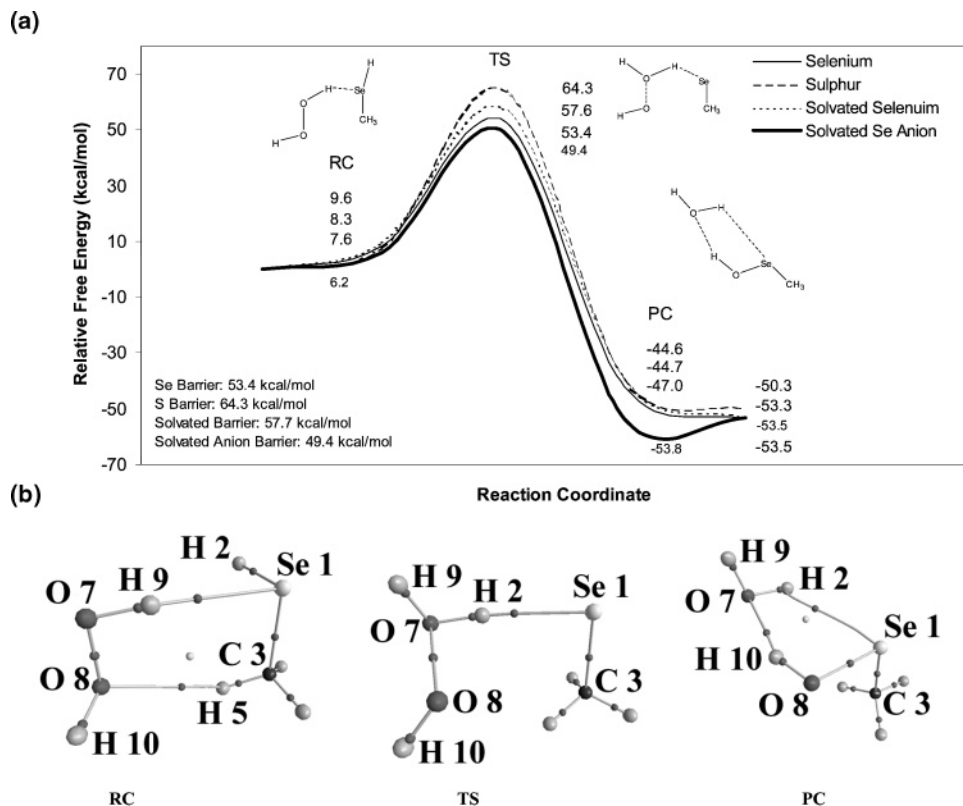 (a)
Relative Free Energy (kcal/mol)
70
50
30
10
-10
-30
-50
-70
TS
Selenium
Sulphur
Solvated Selenuim
Solvated Se Anion
H
H
Se
O
O
H
CH₃
H
H
O
O
H
Se
CH₃
64.3
57.6
53.4
49.4
RC
9.6
8.3
7.6
6.2
H
H
O
H
O
Se
CH₃
PC
-44.6
-44.7
-47.0
-53.8
-50.3
-53.3
-53.5
-53.5
Se Barrier: 53.4 kcal/mol
S Barrier: 64.3 kcal/mol
Solvated Barrier: 57.7 kcal/mol
Solvated Anion Barrier: 49.4 kcal/mol
Reaction Coordinate
(b)
H 2
Se 1
H 9
O 7
C 3
O 8
H 5
H 10
RC
H 9
H 2
Se 1
O 7
O 8
C 3
H 10
TS
H 9
H 2
O 7
Se 1
H 10
O 8
C 3
PC